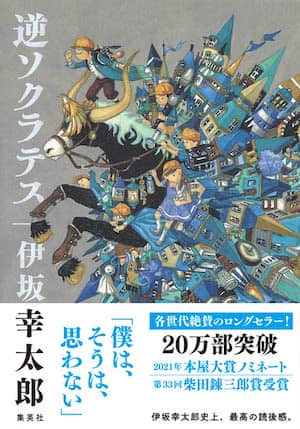 逆ソクラテス
伊坂幸太郎
集英社
「僕は、
そうは、
思わない」
各世代絶賛のロングセラー!
20万部突破
2021年 本屋大賞ノミネート
第33回 柴田錬三郎賞受賞
伊坂幸太郎史上、最高の読後感。